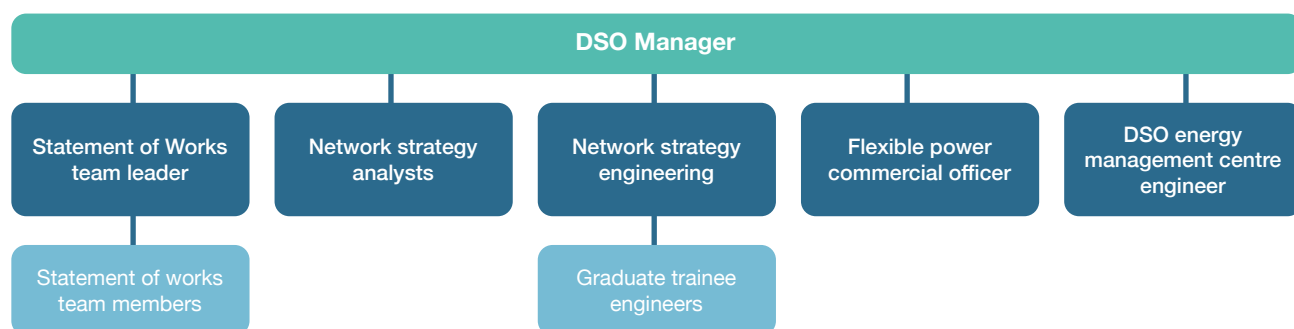 DSO Manager
Statement of Works
team leader
Network strategy
analysts
Network strategy
engineering
Flexible power
commercial officer
DSO energy
management centre
engineer
Statement of works
team members
Graduate trainee
engineers